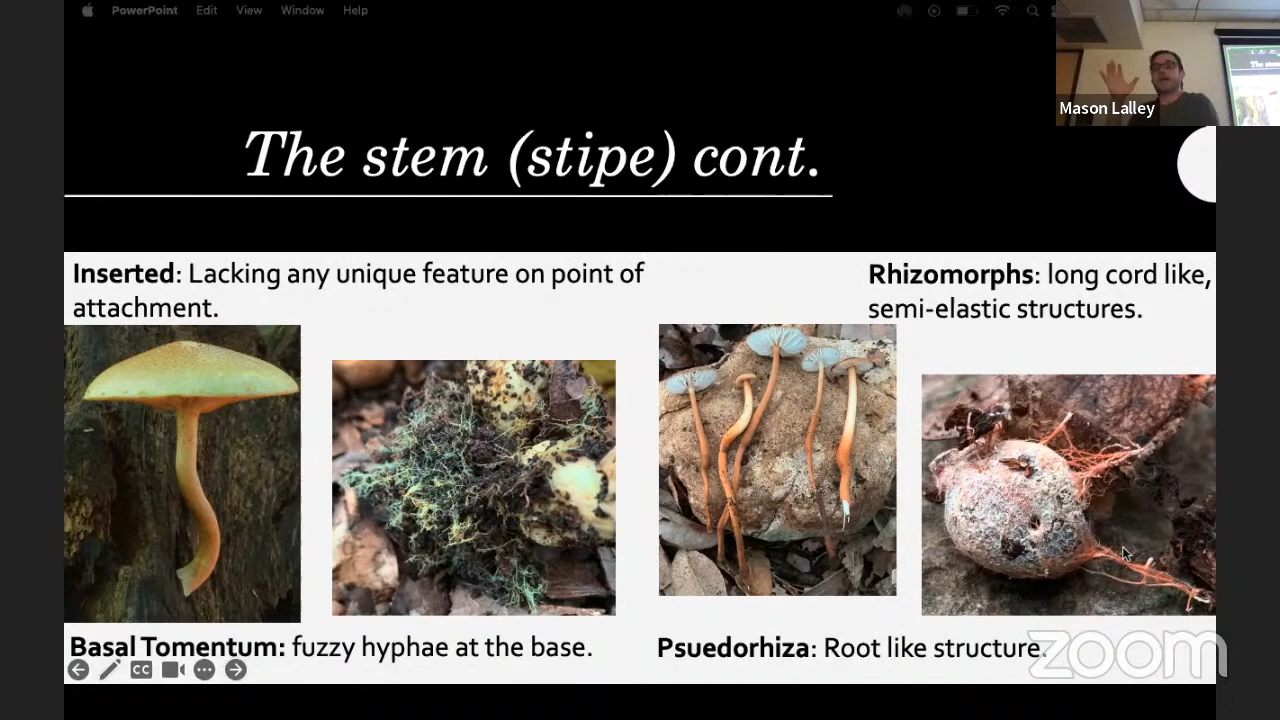 PowerPoint Edit View Window Help
Mason Lalley
The stem (stipe) cont.
Inserted: Lacking any unique feature on point of
attachment.
Rhizomorphs: long cord like,
semi-elastic structures.
Basal Tomentum: fuzzy hyphae at the base.
Psuedorhiza: Root like structure.
CC
zoom